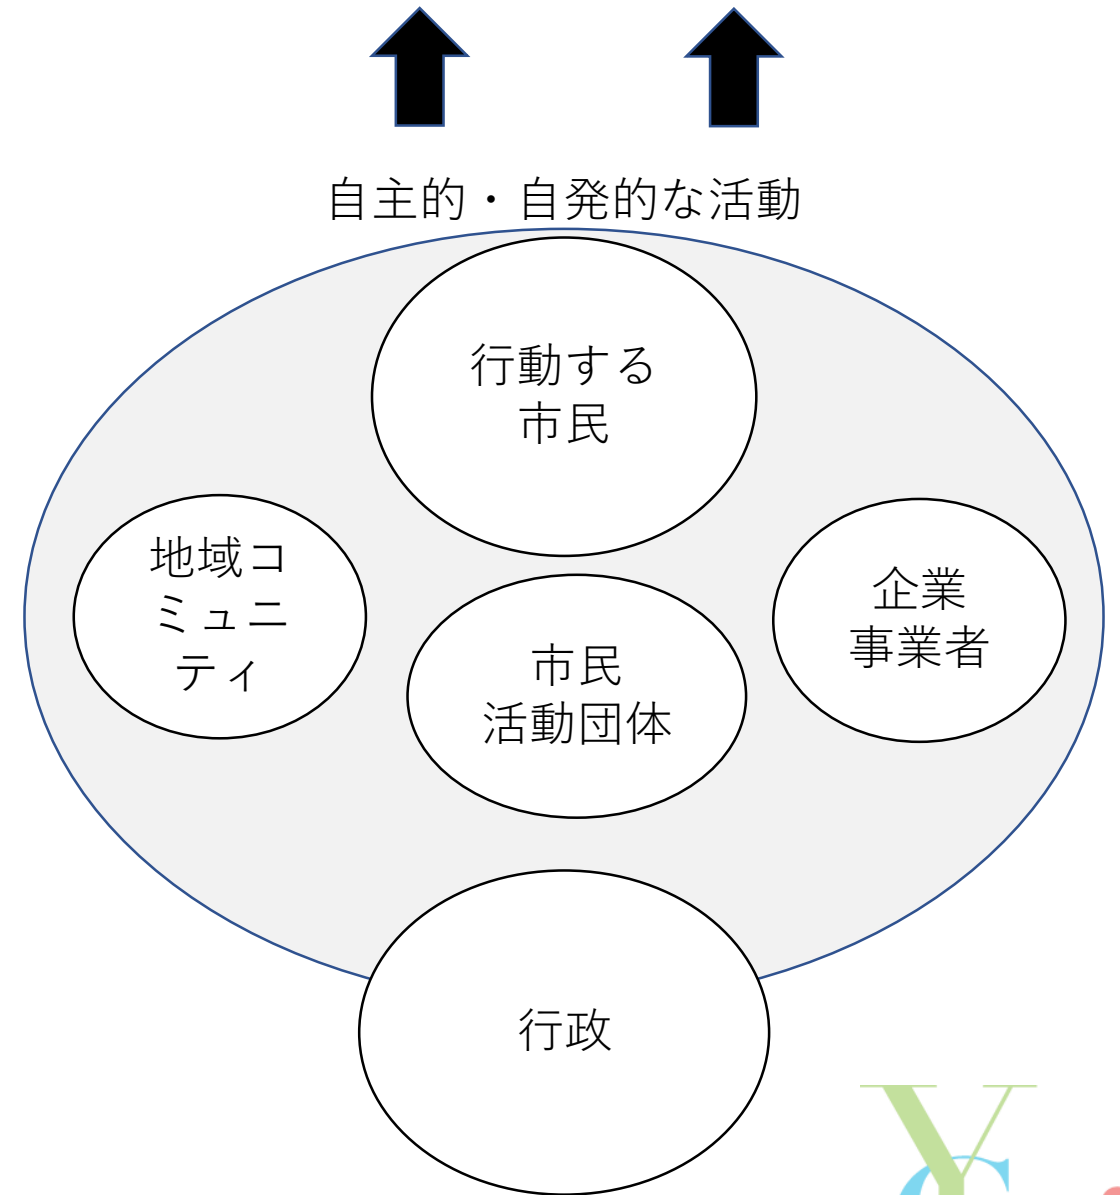 自主的・自発的な活動
行動する
市民
地域コ
ミュニ
ティ
企業
事業者
市民
活動団体
行政